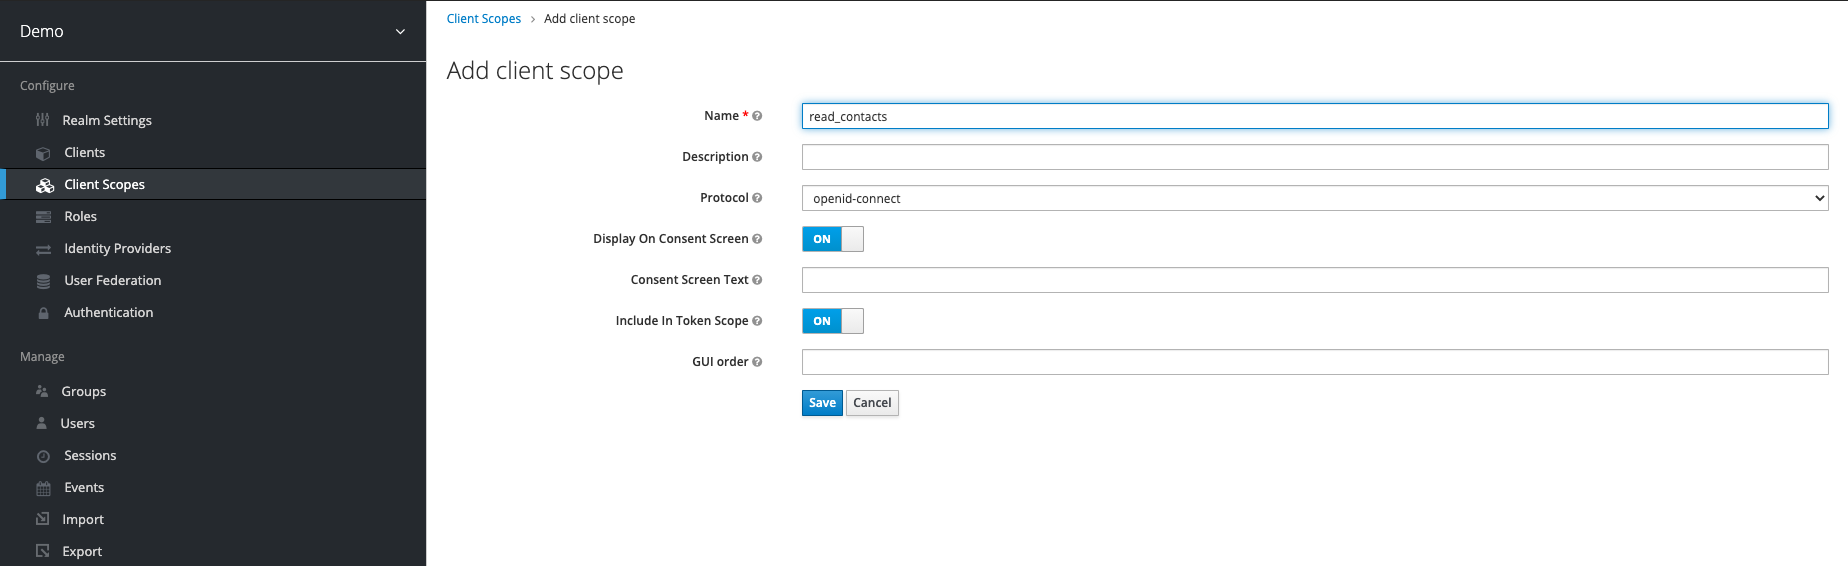 Demo
Configure
Realm Settings
Clients
Client Scopes
Roles
Identity Providers
User Federation
Authentication
Manage
Groups
Users
Sessions
Events
Import
Export
Client Scopes › Add client scope
Add client scope
Name * read_contacts
Description
Protocol openid-connect
Display On Consent Screen ON
Consent Screen Text
Include In Token Scope ON
GUI order
Save Cancel